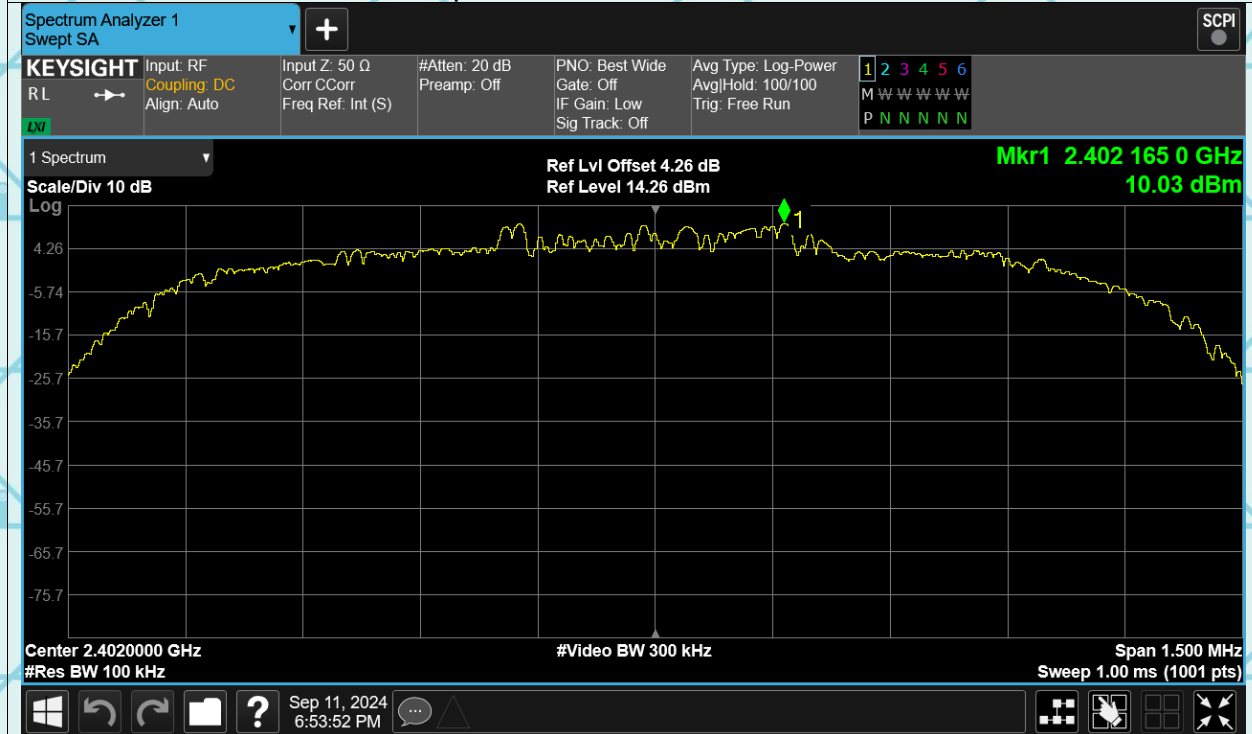 Spectrum Analyzer 1
Swept SA
SCPI
KEYSIGHT
R L
LXI
Input: RF
Coupling: DC
Align: Auto
Input Z: 50 Ω
Corr CCorr
Freq Ref: Int (S)
#Atten: 20 dB
Preamp: Off
PNO: Best Wide
Gate: Off
IF Gain: Low
Sig Track: Off
Avg Type: Log-Power
Avg|Hold: 100/100
Trig: Free Run
1 2 3 4 5 6
M W W W W W
P N N N N N
1 Spectrum
Scale/Div 10 dB
Ref Lvl Offset 4.26 dB
Ref Level 14.26 dBm
Mkr1 2.402 165 0 GHz
10.03 dBm
Log
1
4.26
-5.74
-15.7
-25.7
-35.7
-45.7
-55.7
-65.7
-75.7
Center 2.4020000 GHz
#Res BW 100 kHz
#Video BW 300 kHz
Span 1.500 MHz
Sweep 1.00 ms (1001 pts)
Sep 11, 2024
6:53:52 PM